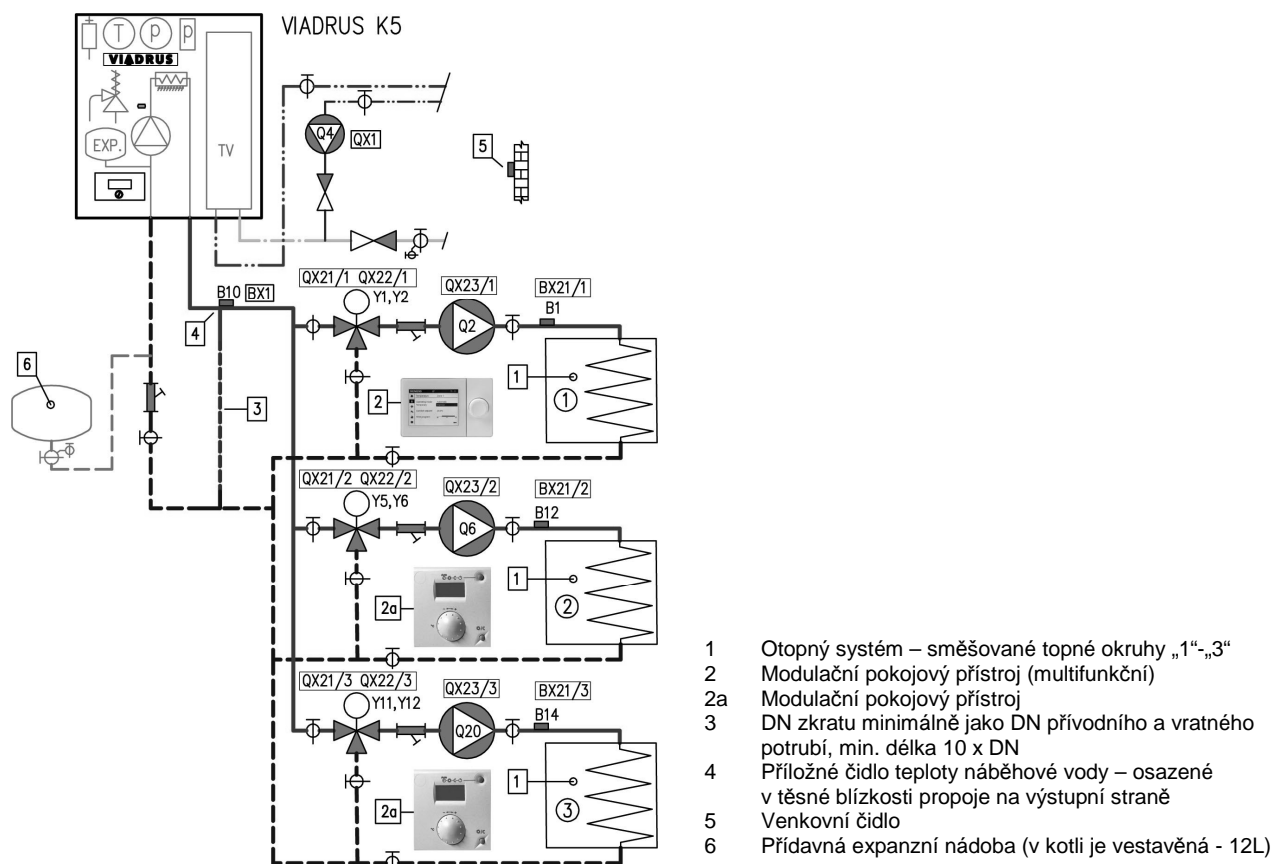 VIADRUS K5
T P P
VIADRUS
EXP.
TV
Q4 QX1
5
QX21/1 QX22/1 QX23/1 BX21/1
B10 BX1
Y1,Y2
B1
4
Q2
6
1
2
3
1
QX21/2 QX22/2 QX23/2 BX21/2
Y5,Y6
B12
Q6
1
2a
2
QX21/3 QX22/3 QX23/3 BX21/3
Y11,Y12
B14
Q20
1
2a
3
1 Otopný systém – směšované topné okruhy „1“-„3“
2 Modulační pokojový přístroj (multifunkční)
2a Modulační pokojový přístroj
3 DN zkratu minimálně jako DN přívodního a vratného
potrubí, min. délka 10 x DN
4 Příložné čidlo teploty náběhové vody – osazené
v těsné blízkosti propoje na výstupní straně
5 Venkovní čidlo
6 Přídavná expanzní nádoba (v kotli je vestavěná - 12L)